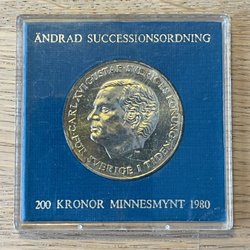 ÄNDRAD SUCCESSIONSORDNING
CARL XVI GUSTAF SVERIGES KONUNG
FÖR SVERIGE I TIDEN
200 KRONOR MINNESMYNT 1980